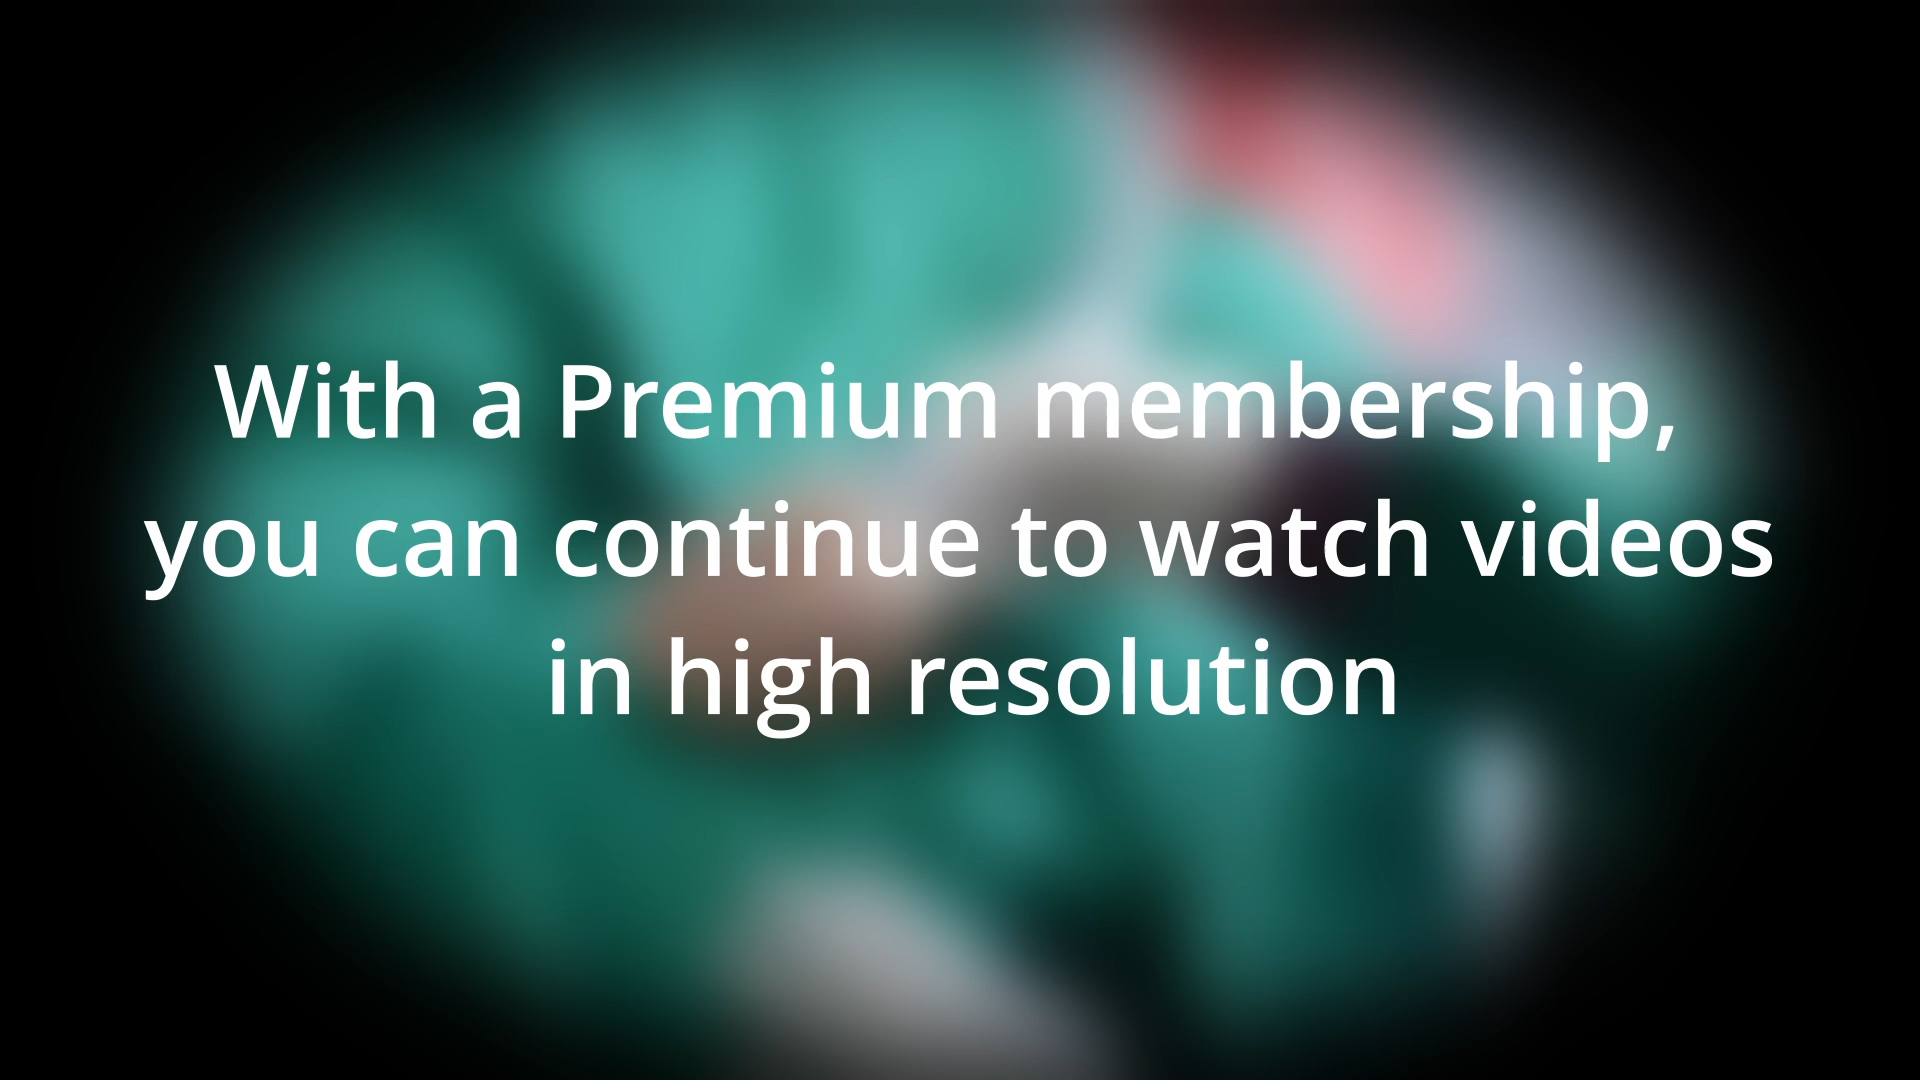 With a Premium membership,
you can continue to watch videos
in high resolution